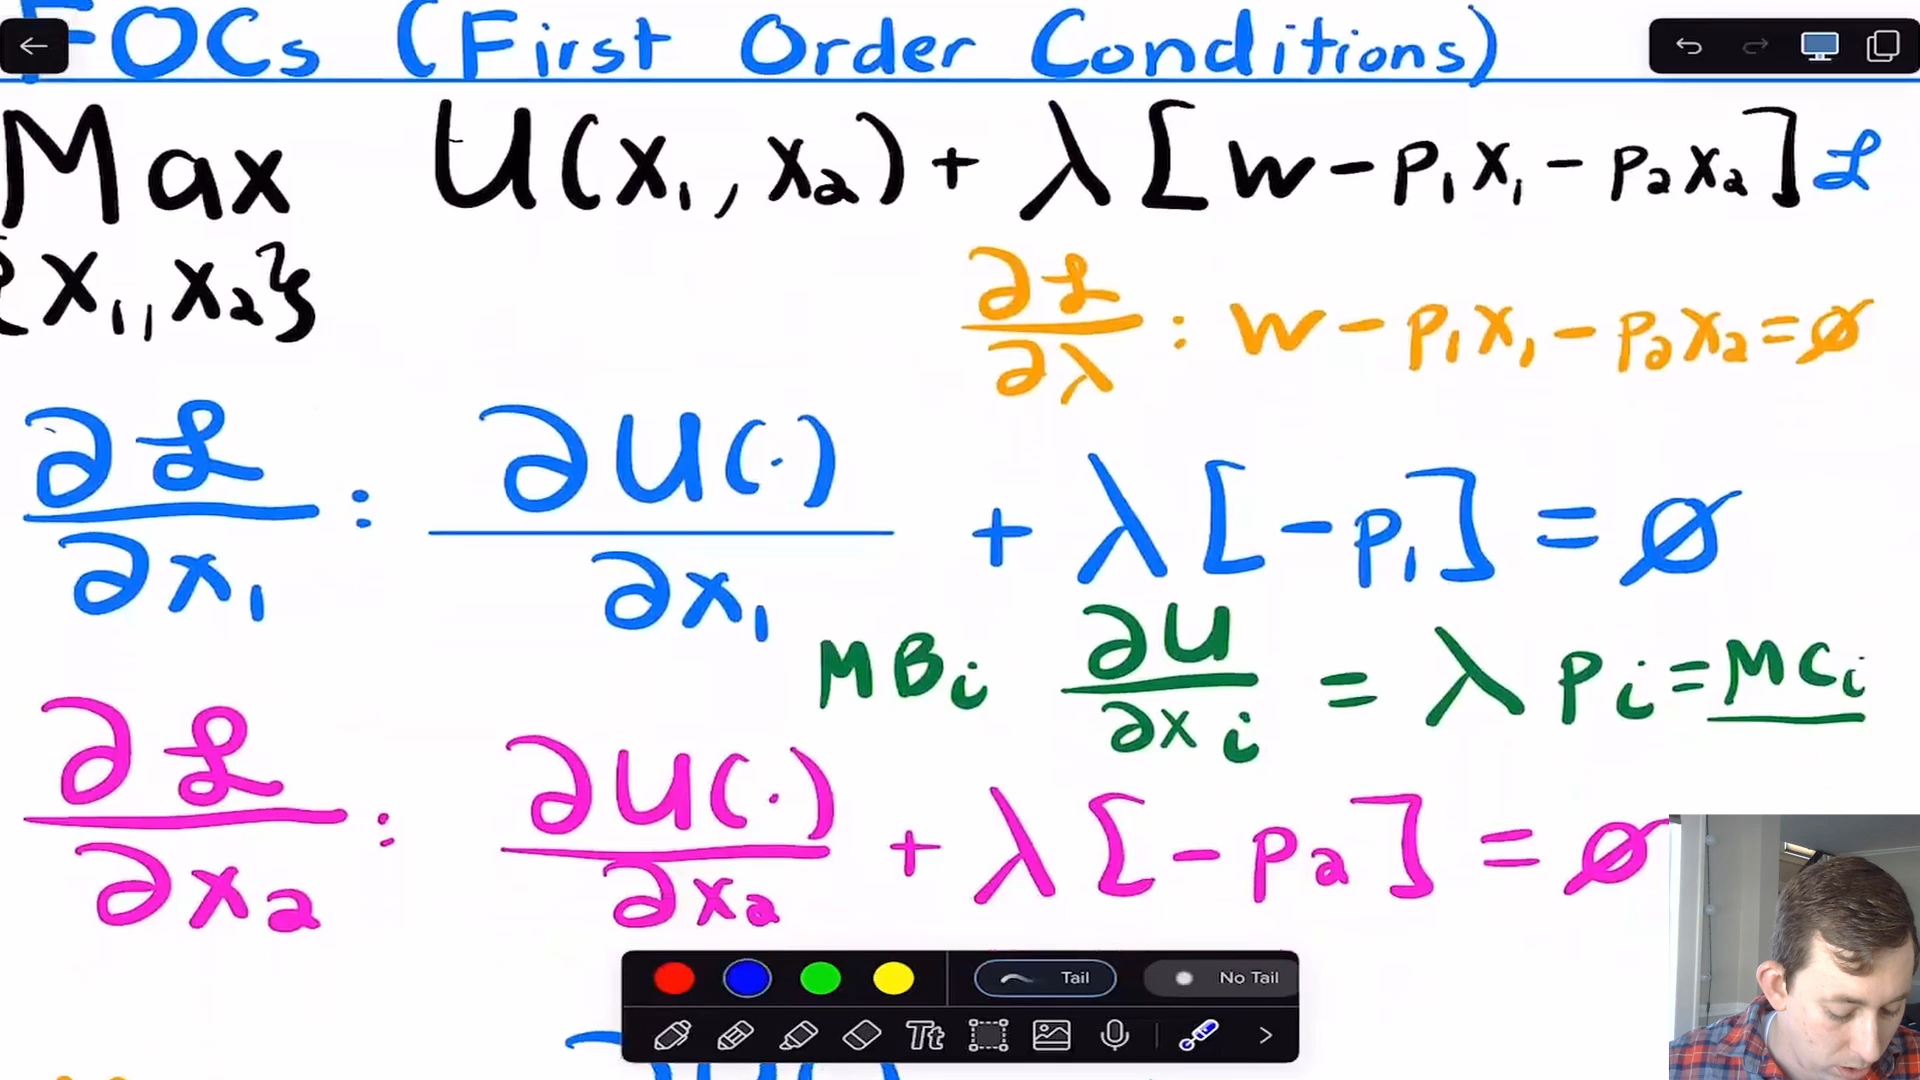 FOCs (First Order Conditions)
Max U(x₁, x₂) + λ[w - p₁x₁ - p₂x₂] ℒ
{x₁, x₂}
∂ℒ/∂λ : w - p₁x₁ - p₂x₂ = ∅
∂ℒ/∂x₁ : ∂U(·)/∂x₁ + λ[-p₁] = ∅
MBi ∂U/∂xi = λ pi = MCi
∂ℒ/∂x₂ : ∂U(·)/∂x₂ + λ[-p₂] = ∅
Tail No Tail
Tt